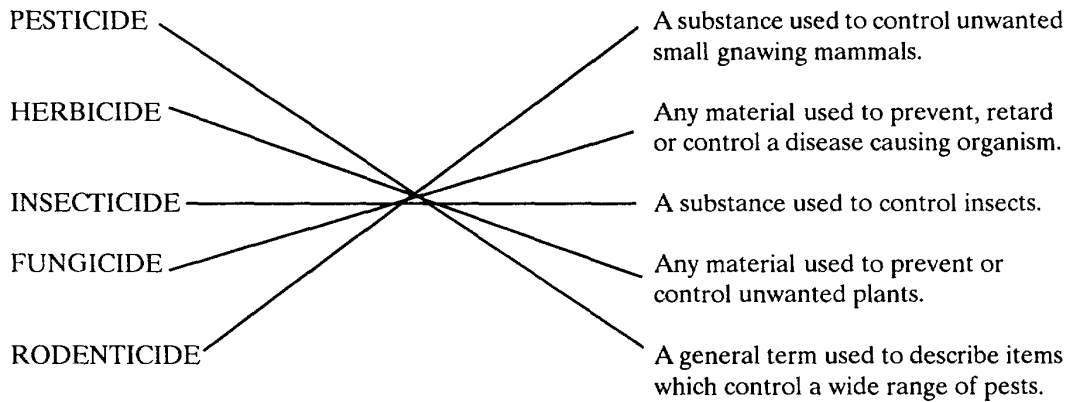 PESTICIDE
A substance used to control unwanted
small gnawing mammals.
HERBICIDE
Any material used to prevent, retard
or control a disease causing organism.
INSECTICIDE
A substance used to control insects.
FUNGICIDE
Any material used to prevent or
control unwanted plants.
RODENTICIDE
A general term used to describe items
which control a wide range of pests.